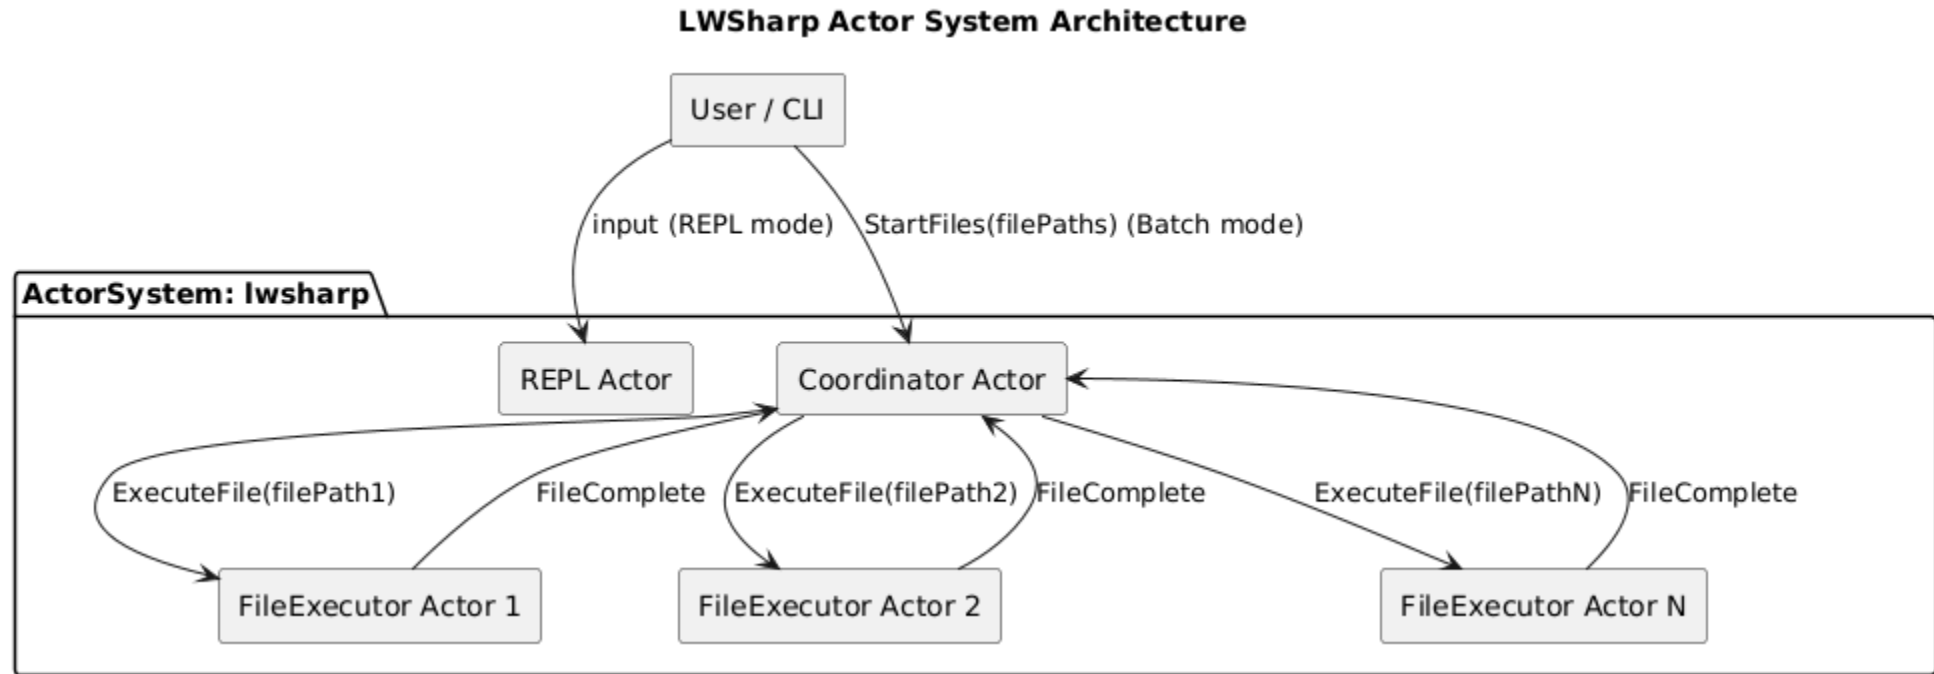 LWSharp Actor System Architecture
User / CLI
input (REPL mode)
StartFiles(filePaths) (Batch mode)
ActorSystem: lwsharp
REPL Actor
Coordinator Actor
ExecuteFile(filePath1)
FileComplete
ExecuteFile(filePath2)
FileComplete
ExecuteFile(filePathN)
FileComplete
FileExecutor Actor 1
FileExecutor Actor 2
FileExecutor Actor N